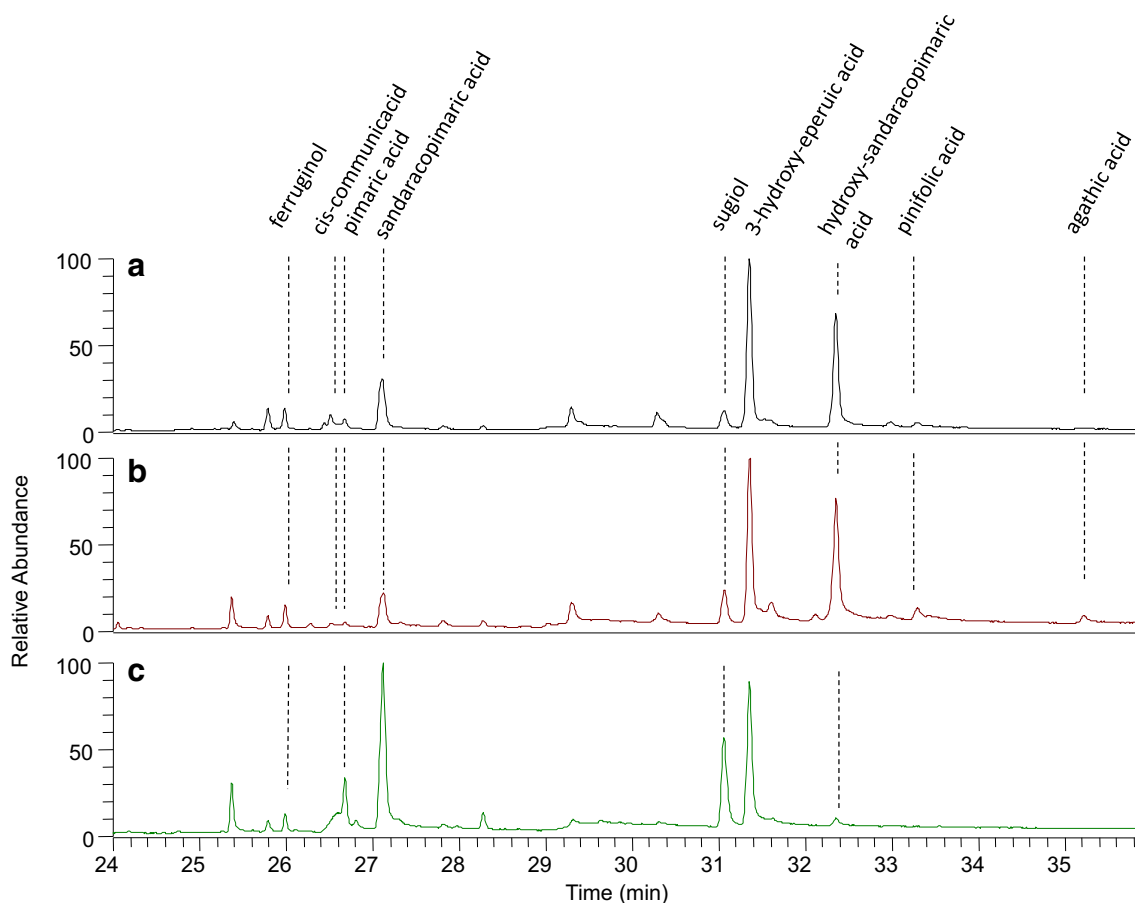 ferruginol
cis-communicacid
pimaric acid
sandaracopimaric acid
sugiol
3-hydroxy-eperuic acid
hydroxy-sandaracopimaric
acid
pinifolic acid
agathic acid
a
100
50
0
b
100
50
0
c
100
50
0
Relative Abundance
24 25 26 27 28 29 30 31 32 33 34 35
Time (min)